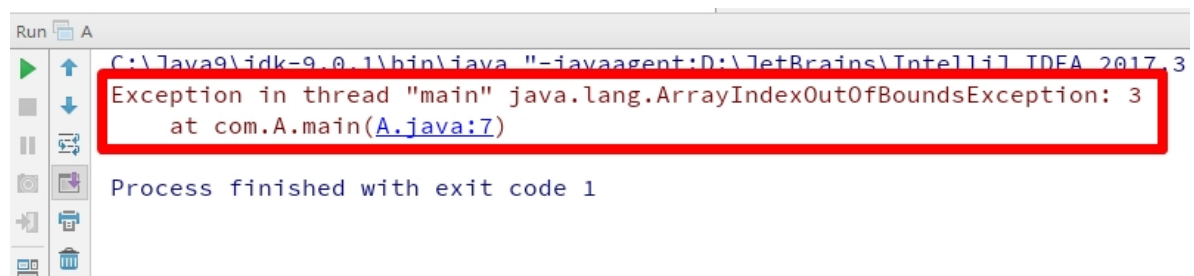 Run A
C:\Java9\jdk-9.0.1\bin\java "-javaagent:D:\JetBrains\IntelliJ IDEA 2017.3
Exception in thread "main" java.lang.ArrayIndexOutOfBoundsException: 3
at com.A.main(A.java:7)
Process finished with exit code 1